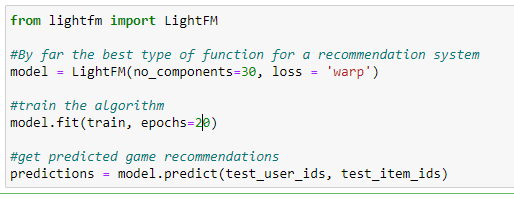 from lightfm import LightFM
#By far the best type of function for a recommendation system
model = LightFM(no_components=30, loss = 'warp')
#train the algorithm
model.fit(train, epochs=20)
#get predicted game recommendations
predictions = model.predict(test_user_ids, test_item_ids)